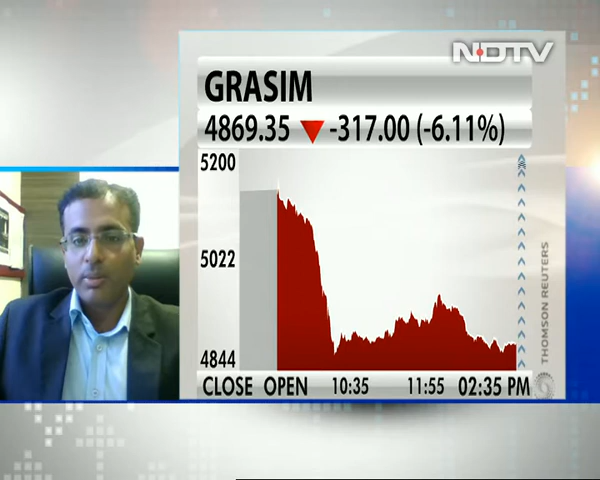 NDTV
GRASIM
4869.35 ▼ -317.00 (-6.11%)
5200
5022
4844
CLOSE OPEN 10:35 11:55 02:35 PM
THOMSON REUTERS